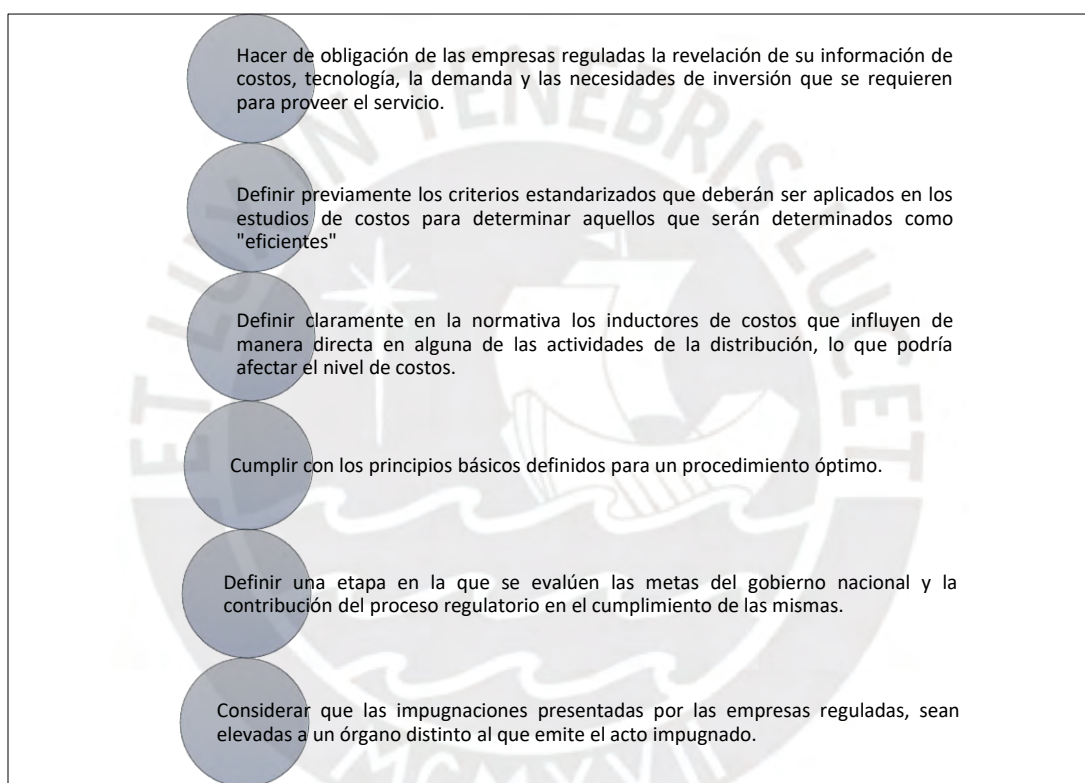 Hacer de obligación de las empresas reguladas la revelación de su información de
costos, tecnología, la demanda y las necesidades de inversión que se requieren
para proveer el servicio.
Definir previamente los criterios estandarizados que deberán ser aplicados en los
estudios de costos para determinar aquellos que serán determinados como
"eficientes"
Definir claramente en la normativa los inductores de costos que influyen de
manera directa en alguna de las actividades de la distribución, lo que podría
afectar el nivel de costos.
Cumplir con los principios básicos definidos para un procedimiento óptimo.
Definir una etapa en la que se evalúen las metas del gobierno nacional y la
contribución del proceso regulatorio en el cumplimiento de las mismas.
Considerar que las impugnaciones presentadas por las empresas reguladas, sean
elevadas a un órgano distinto al que emite el acto impugnado.
ET LUX IN TENEBRIS LUCET
MCMXVII